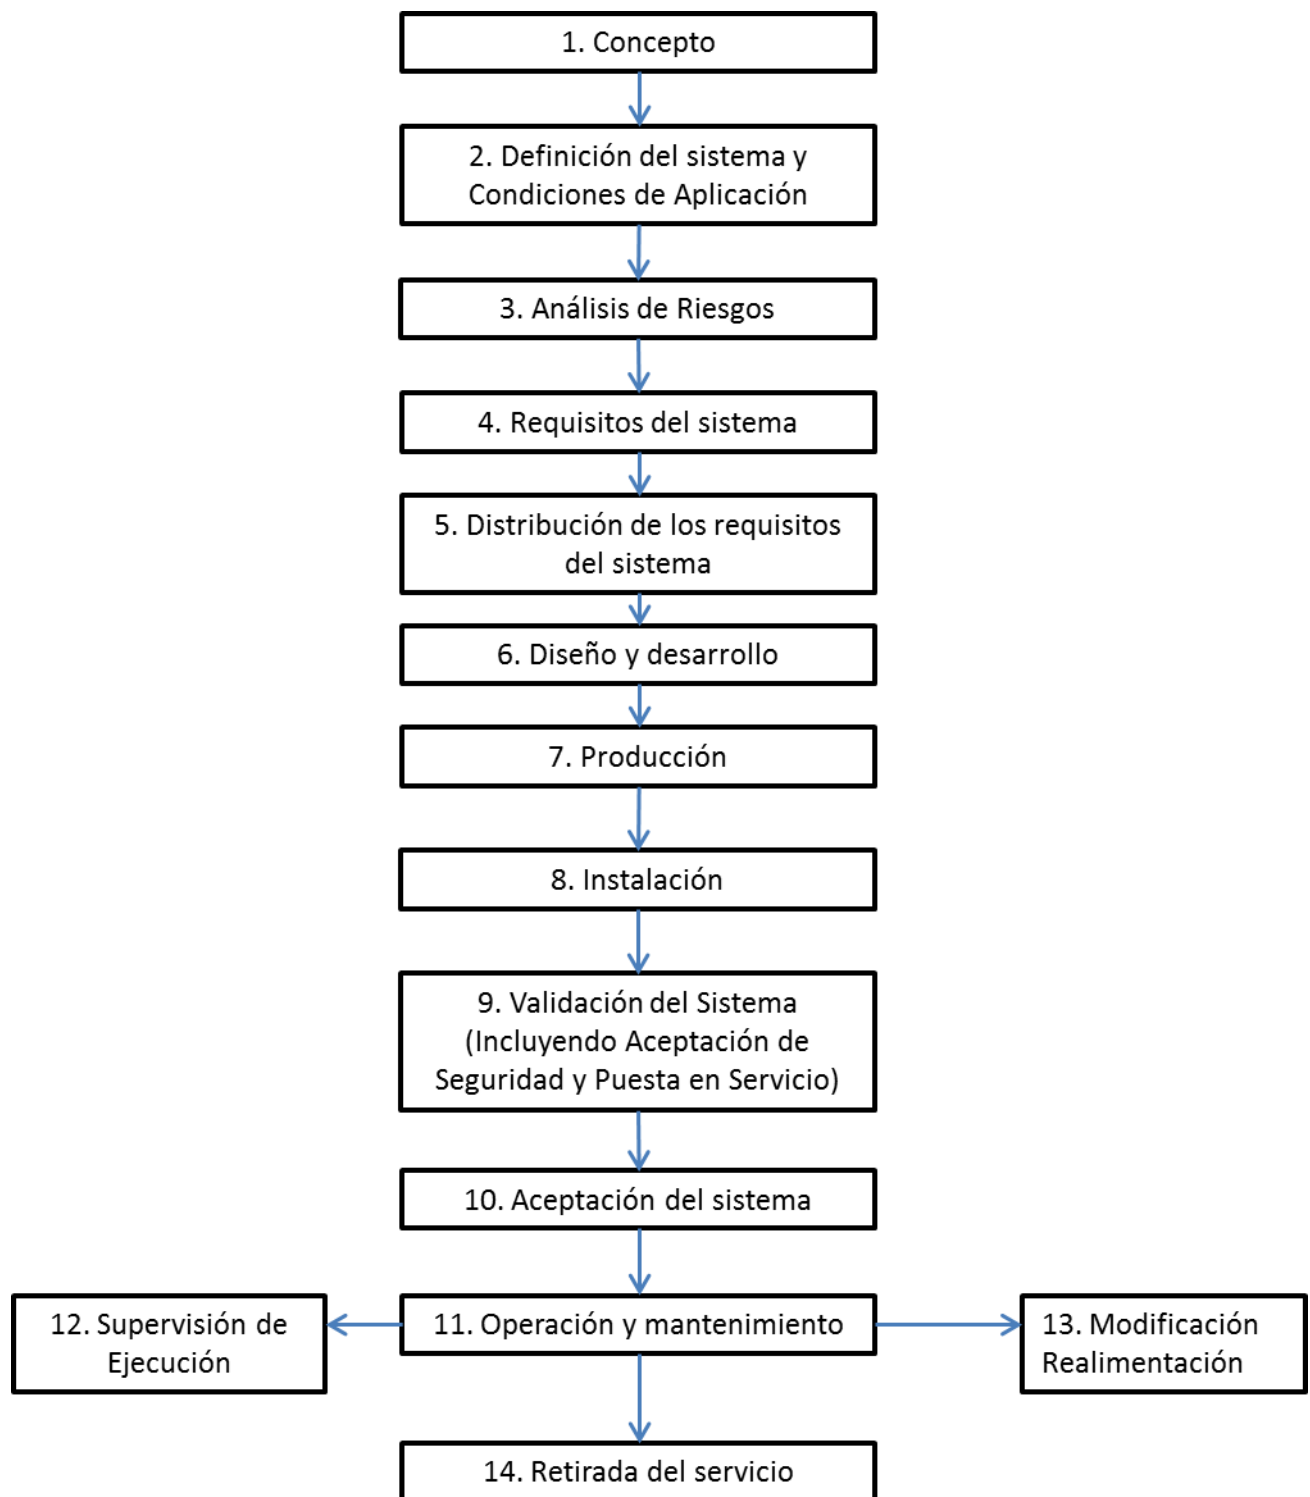 1. Concepto
2. Definición del sistema y
Condiciones de Aplicación
3. Análisis de Riesgos
4. Requisitos del sistema
5. Distribución de los requisitos
del sistema
6. Diseño y desarrollo
7. Producción
8. Instalación
9. Validación del Sistema
(Incluyendo Aceptación de
Seguridad y Puesta en Servicio)
10. Aceptación del sistema
12. Supervisión de
Ejecución
11. Operación y mantenimiento
13. Modificación
Realimentación
14. Retirada del servicio